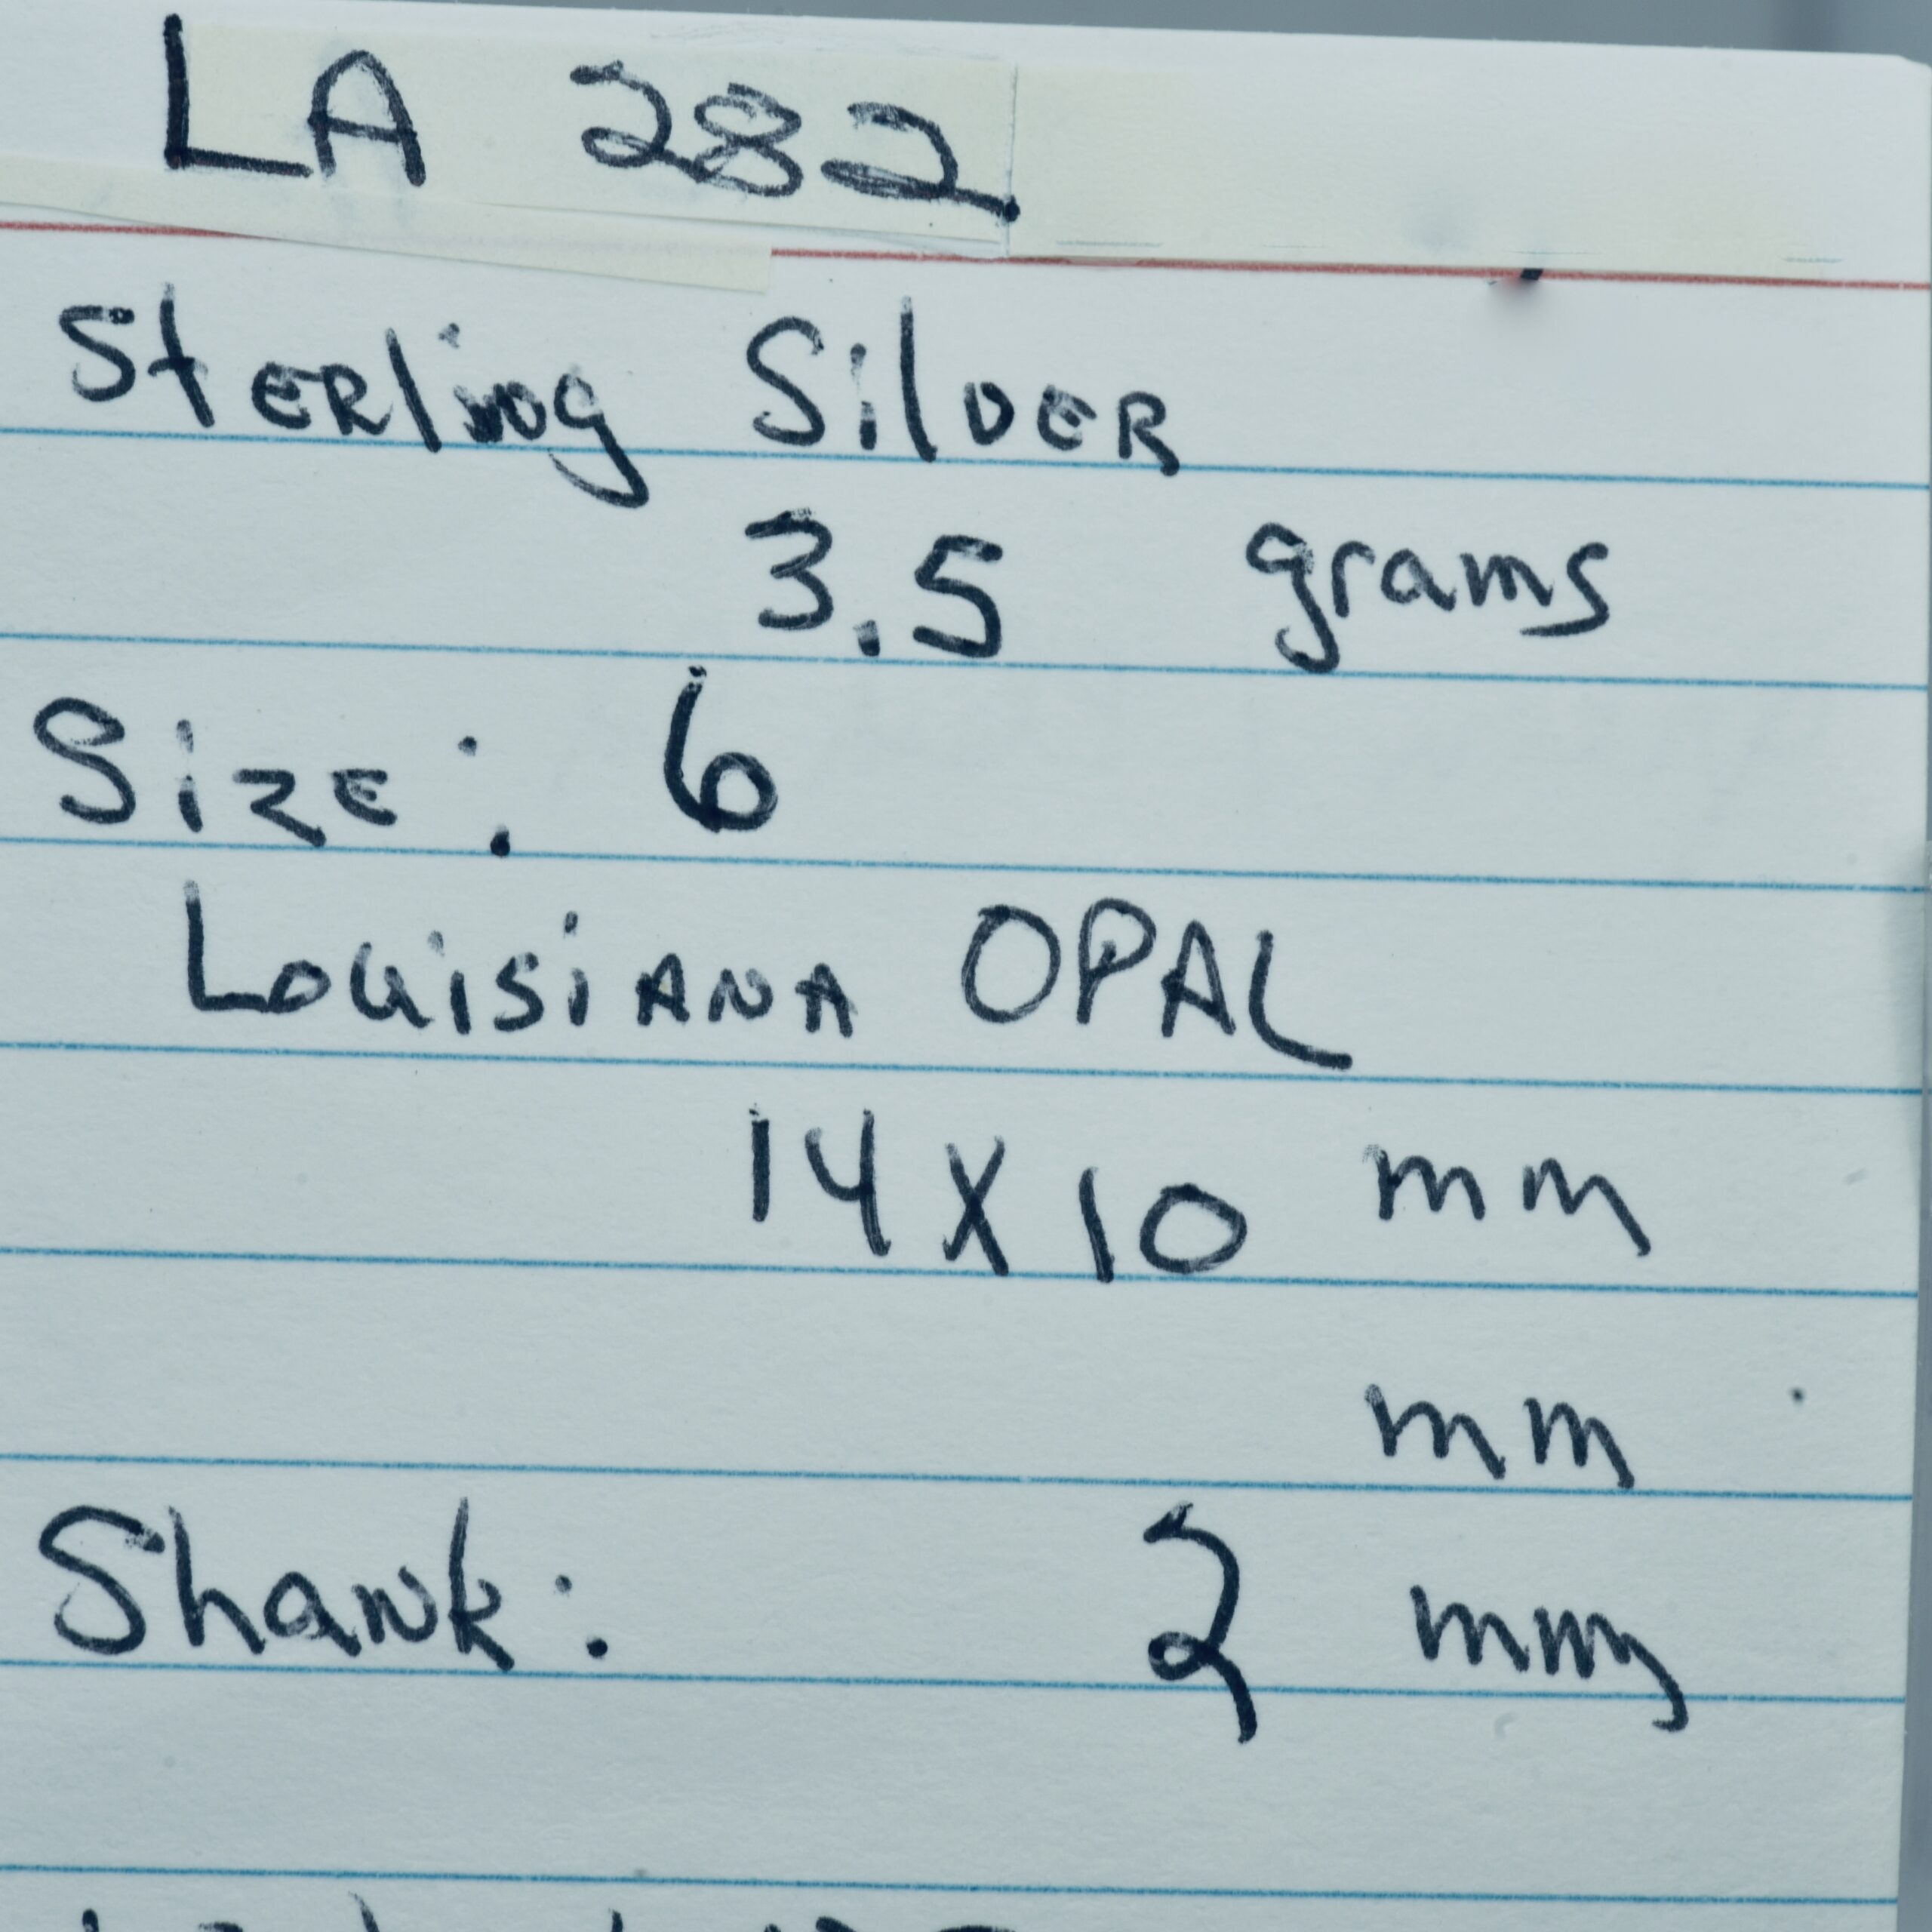 LA 282
Sterling Silver
3.5 grams
Size: 6
Louisiana OPAL
14 X 10 mm
mm
Shank: 2 mm